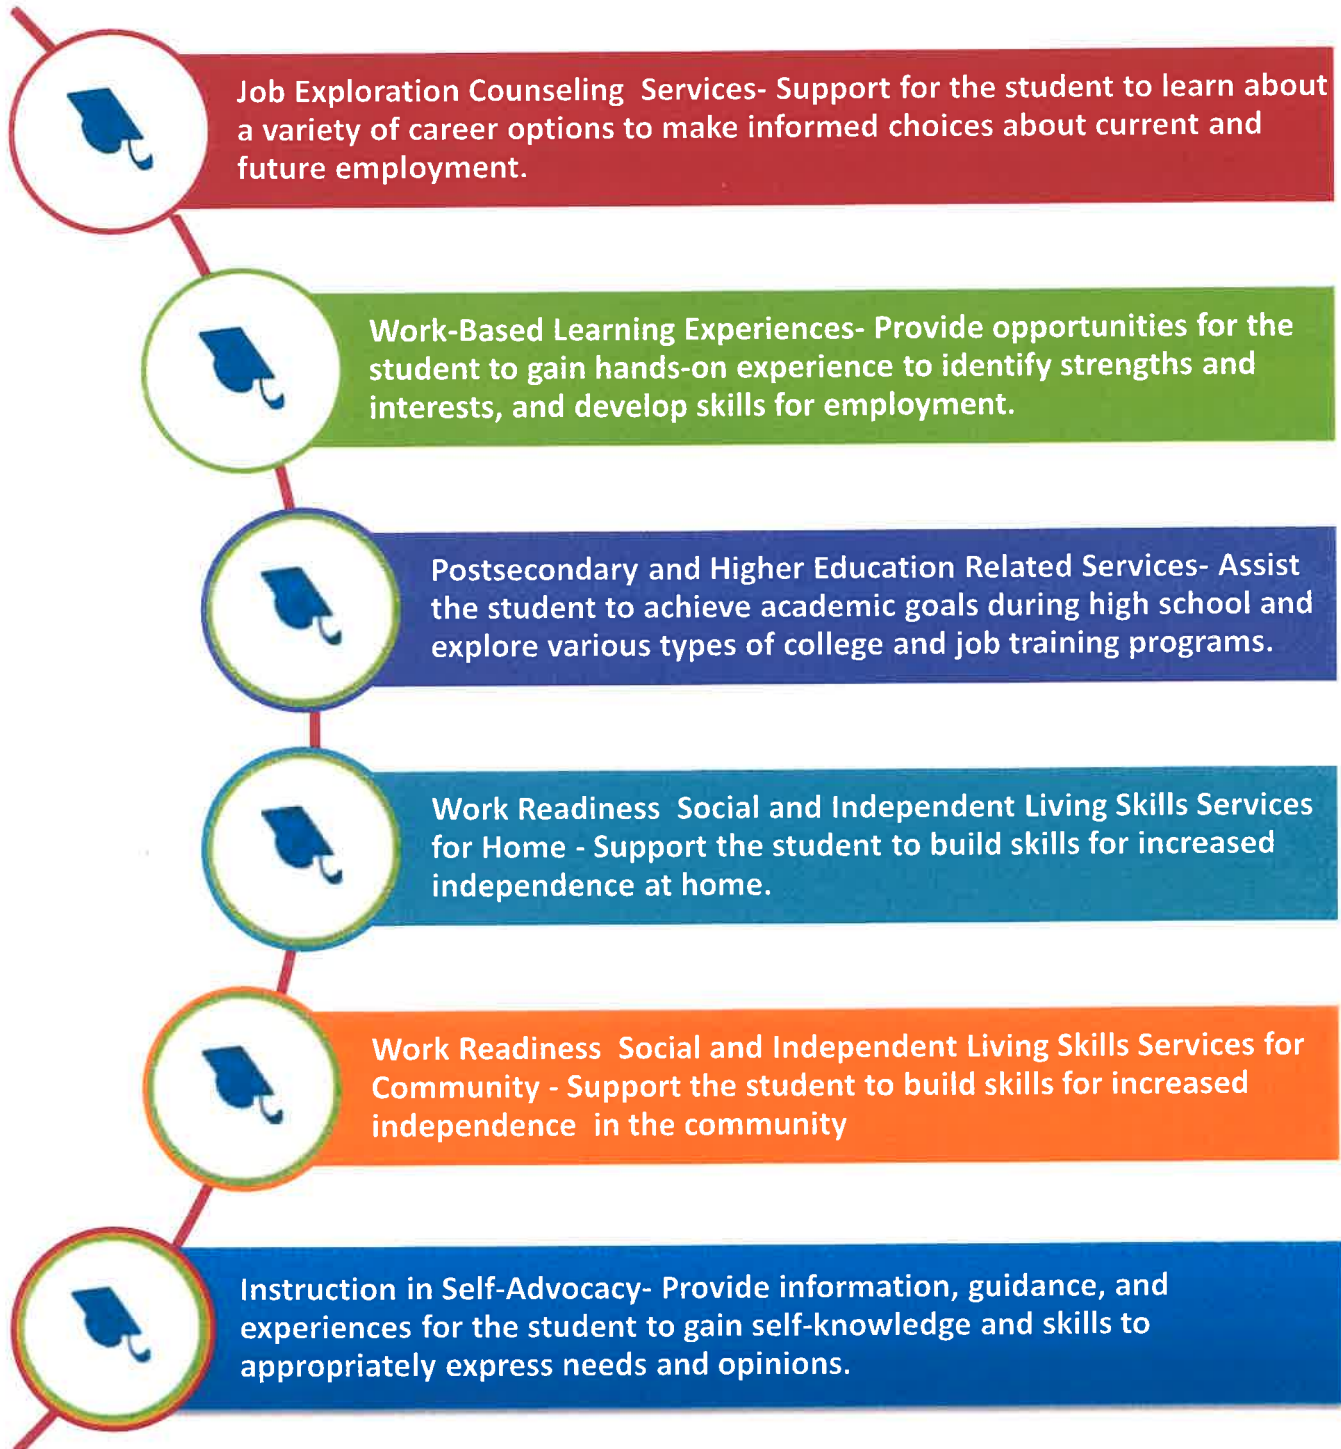 Job Exploration Counseling  Services- Support for the student to learn about
a variety of career options to make informed choices about current and
future employment.
Work-Based Learning Experiences- Provide opportunities for the
student to gain hands-on experience to identify strengths and
interests, and develop skills for employment.
Postsecondary and Higher Education Related Services- Assist
the student to achieve academic goals during high school and
explore various types of college and job training programs.
Work Readiness  Social and Independent Living Skills Services
for Home - Support the student to build skills for increased
independence at home.
Work Readiness  Social and Independent Living Skills Services for
Community - Support the student to build skills for increased
independence  in the community
Instruction in Self-Advocacy- Provide information, guidance, and
experiences for the student to gain self-knowledge and skills to
appropriately express needs and opinions.